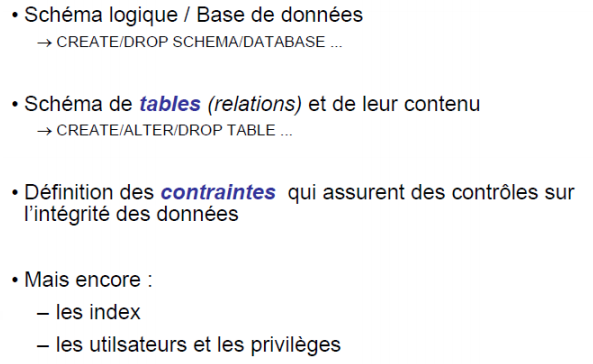 • Schéma logique / Base de données
→ CREATE/DROP SCHEMA/DATABASE ...
• Schéma de tables (relations) et de leur contenu
→ CREATE/ALTER/DROP TABLE ...
• Définition des contraintes qui assurent des contrôles sur
l'intégrité des données
• Mais encore :
– les index
– les utilsateurs et les privilèges